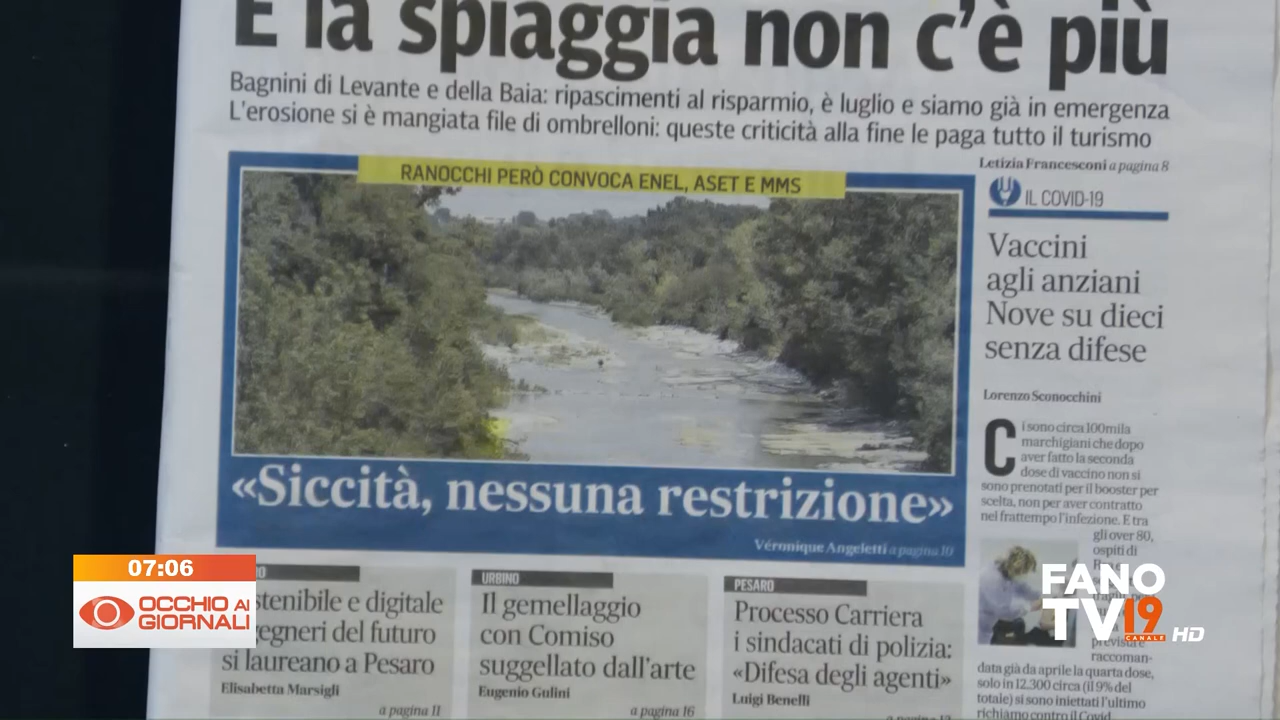 E la spiaggia non c'è più
Bagnini di Levante e della Baia: ripascimenti al risparmio, è luglio e siamo già in emergenza
L'erosione si è mangiata file di ombrelloni: queste criticità alla fine le paga tutto il turismo
Letizia Francesconi a pagina 8
RANOCCHI PERÒ CONVOCA ENEL, ASET E MMS
«Siccità, nessuna restrizione»
Véronique Angeletti a pagina 10
IL COVID-19
Vaccini
agli anziani
Nove su dieci
senza difese
Lorenzo Sconocchini
Ci sono circa 100mila
marchigiani che dopo
aver fatto la seconda
dose di vaccino non si
sono prenotati per il booster per
scelta, non per aver contratto
nel frattempo l'infezione. E tra
gli over 80,
ospiti di
prevista e
raccoman-
data già da aprile la quarta dose,
solo in 12.300 circa (il 9% del
totale) si sono iniettati l'ultimo
richiamo contro il Covid
stenibile e digitale
gegneri del futuro
si laureano a Pesaro
Elisabetta Marsigli
a pagina 11
URBINO
Il gemellaggio
con Comiso
suggellato dall'arte
Eugenio Gulini
a pagina 16
PESARO
Processo Carriera
i sindacati di polizia:
«Difesa degli agenti»
Luigi Benelli
07:06
OCCHIO AI
GIORNALI
FANO
TV19
CANALE HD